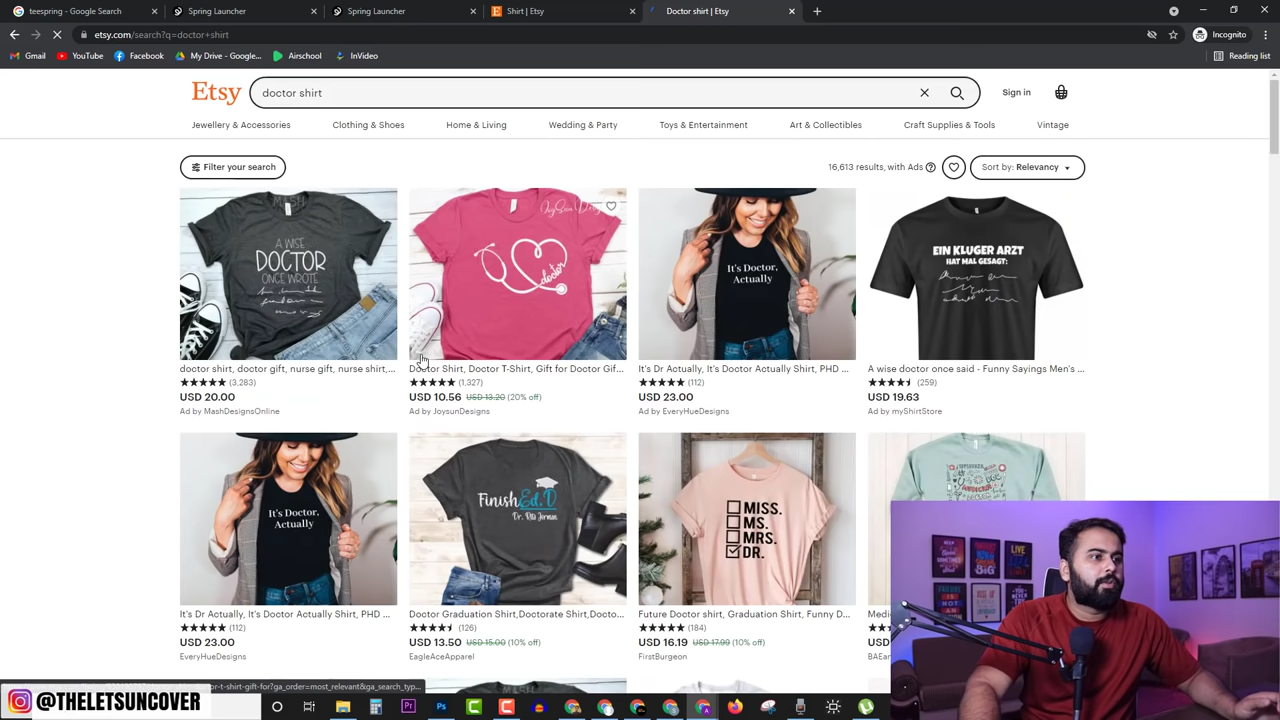 teespring - Google Search
Spring Launcher
Spring Launcher
Shirt | Etsy
Doctor shirt | Etsy
etsy.com/search?q=doctor+shirt
Incognito
Gmail
YouTube
Facebook
My Drive - Google...
Airschool
InVideo
Reading list
Etsy
doctor shirt
Sign in
Jewellery & Accessories
Clothing & Shoes
Home & Living
Wedding & Party
Toys & Entertainment
Art & Collectibles
Craft Supplies & Tools
Vintage
Filter your search
16,613 results, with Ads
Sort by: Relevancy
MASH
A WISE
DOCTOR
ONCE WROTE
doctor
It's Doctor,
Actually
EIN KLUGER ARZT
HAT MAL GESAGT:
doctor shirt, doctor gift, nurse gift, nurse shirt,...
(3,283)
USD 20.00
Ad by MashDesignsOnline
Doctor Shirt, Doctor T-Shirt, Gift for Doctor Gif...
(1,327)
USD 10.56 USD 13.20 (20% off)
Ad by JoysunDesigns
It's Dr Actually, It's Doctor Actually Shirt, PHD ...
(112)
USD 23.00
Ad by EveryHueDesigns
A wise doctor once said - Funny Sayings Men's ...
(259)
USD 19.63
Ad by myShirtStore
It's Doctor,
Actually
FinishEd.D
MISS.
MS.
MRS.
DR.
It's Dr Actually, It's Doctor Actually Shirt, PHD ...
(112)
USD 23.00
EveryHueDesigns
Doctor Graduation Shirt,Doctorate Shirt,Docto...
(126)
USD 13.50 USD 15.00 (10% off)
EagleAceApparel
Future Doctor shirt, Graduation Shirt, Funny D...
(184)
USD 16.19 USD 17.99 (10% off)
FirstBurgeon
Medi
USD
BAEar
@THELETSUNCOVER